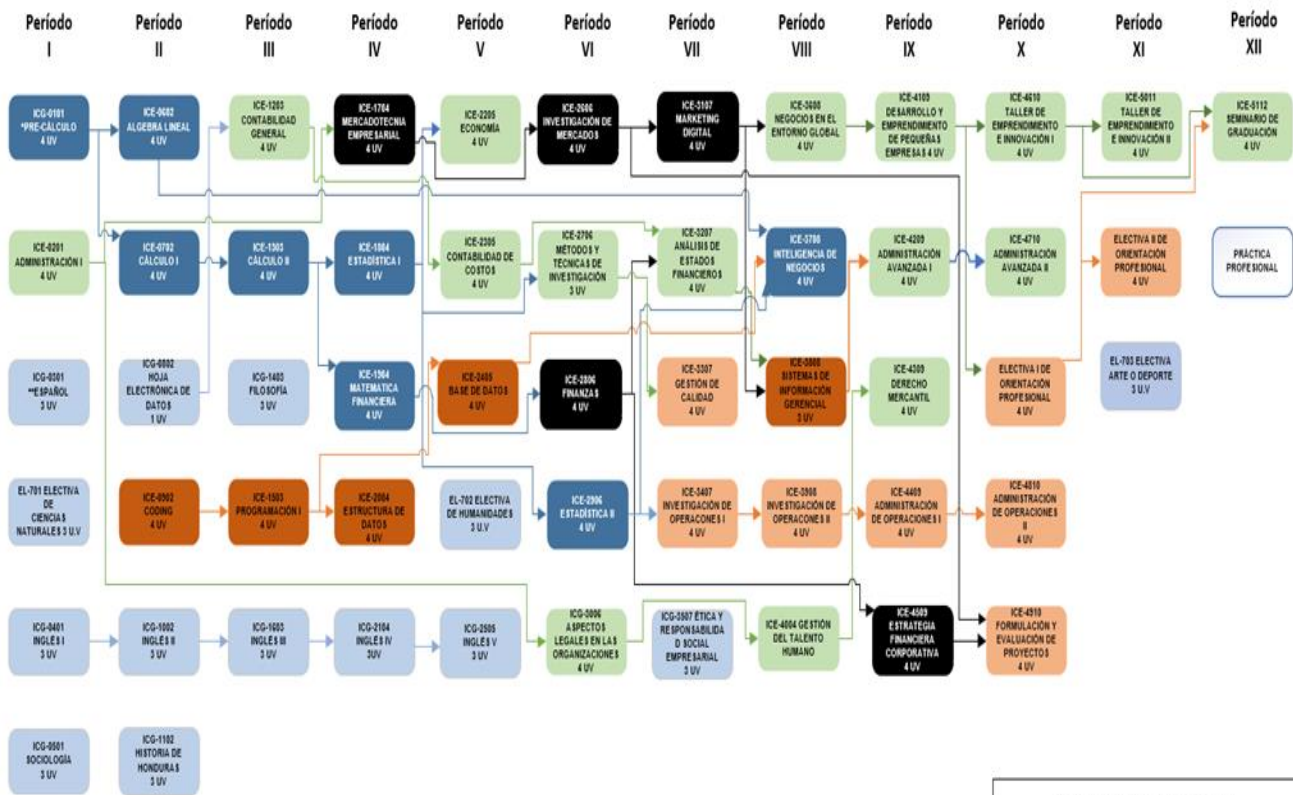 Período I
Período II
Período III
Período IV
Período V
Período VI
Período VII
Período VIII
Período IX
Período X
Período XI
Período XII
ICG-0101
*PRE-CÁLCULO
4 UV
ICE-0602
ALGEBRA LINEAL
4 UV
ICE-1203
CONTABILIDAD
GENERAL
4 UV
ICE-1704
MERCADOTECNIA
EMPRESARIAL
4 UV
ICE-2205
ECONOMÍA
4 UV
ICE-2606
INVESTIGACIÓN
DE MERCADOS
4 UV
ICE-3107
MARKETING
DIGITAL
4 UV
ICE-3608
NEGOCIOS EN EL
ENTORNO GLOBAL
4 UV
ICE-4109
DESARROLLO Y
EMPRENDIMIENTO
DE PEQUEÑAS
EMPRESAS 4 UV
ICE-4610
TALLER DE
EMPRENDIMIENTO
E INNOVACIÓN I
4 UV
ICE-5011
TALLER DE
EMPRENDIMIENTO
E INNOVACIÓN II
4 UV
ICE-5112
SEMINARIO DE
GRADUACIÓN
4 UV
ICE-0201
ADMINISTRACIÓN I
4 UV
ICE-0702
CÁLCULO I
4 UV
ICE-1303
CÁLCULO II
4 UV
ICE-1804
ESTADÍSTICA I
4 UV
ICE-2305
CONTABILIDAD DE
COSTOS
4 UV
ICE-2706
MÉTODOS Y
TÉCNICAS DE
INVESTIGACIÓN
3 UV
ICE-3207
ANÁLISIS DE
ESTADOS
FINANCIEROS
4 UV
ICE-3708
INTELIGENCIA DE
NEGOCIOS
4 UV
ICE-4209
ADMINISTRACIÓN
AVANZADA I
4 UV
ICE-4710
ADMINISTRACIÓN
AVANZADA II
4 UV
ELECTIVA II DE
ORIENTACIÓN
PROFESIONAL
4 UV
PRÁCTICA
PROFESIONAL
ICG-0301
**ESPAÑOL
3 UV
ICG-0802
HOJA
ELECTRÓNICA DE
DATOS
1 UV
ICG-1403
FILOSOFÍA
3 UV
ICE-1904
MATEMATICA
FINANCIERA
4 UV
ICE-2405
BASE DE DATOS
4 UV
ICE-2806
FINANZAS
4 UV
ICE-3307
GESTIÓN DE
CALIDAD
4 UV
ICE-3808
SISTEMAS DE
INFORMACIÓN
GERENCIAL
3 UV
ICE-4309
DERECHO
MERCANTIL
4 UV
ELECTIVA I DE
ORIENTACIÓN
PROFESIONAL
4 UV
EL-703 ELECTIVA
ARTE O DEPORTE
3 U.V
EL-701 ELECTIVA
DE
CIENCIAS
NATURALES 3 U.V
ICE-0902
CODING
4 UV
ICE-1503
PROGRAMACIÓN I
4 UV
ICE-2004
ESTRUCTURA DE
DATOS
4 UV
EL-702 ELECTIVA
DE HUMANIDADES
3 U.V
ICE-2906
ESTADÍSTICA II
4 UV
ICE-3407
INVESTIGACIÓN DE
OPERACONES I
4 UV
ICE-3908
INVESTIGACIÓN DE
OPERACONES II
4 UV
ICE-4409
ADMINISTRACIÓN
DE OPERACIONES I
4 UV
ICE-4810
ADMINISTRACIÓN
DE OPERACIONES
II
4 UV
ICG-0401
INGLÉS I
3 UV
ICG-1002
INGLÉS II
3 UV
ICG-1603
INGLÉS III
3 UV
ICG-2104
INGLÉS IV
3UV
ICG-2505
INGLÉS V
3 UV
ICG-3006
ASPECTOS
LEGALES EN LAS
ORGANIZACIONES
4 UV
ICG-3507 ÉTICA Y
RESPONSABILIDA
D SOCIAL
EMPRESARIAL
3 UV
ICE-4004 GESTIÓN
DEL TALENTO
HUMANO
ICE-4509
ESTRATEGIA
FINANCIERA
CORPORATIVA
4 UV
ICE-4910
FORMULACIÓN Y
EVALUACIÓN DE
PROYECTOS
4 UV
ICG-0501
SOCIOLOGÍA
3 UV
ICG-1102
HISTORIA DE
HONDURAS
3 UV